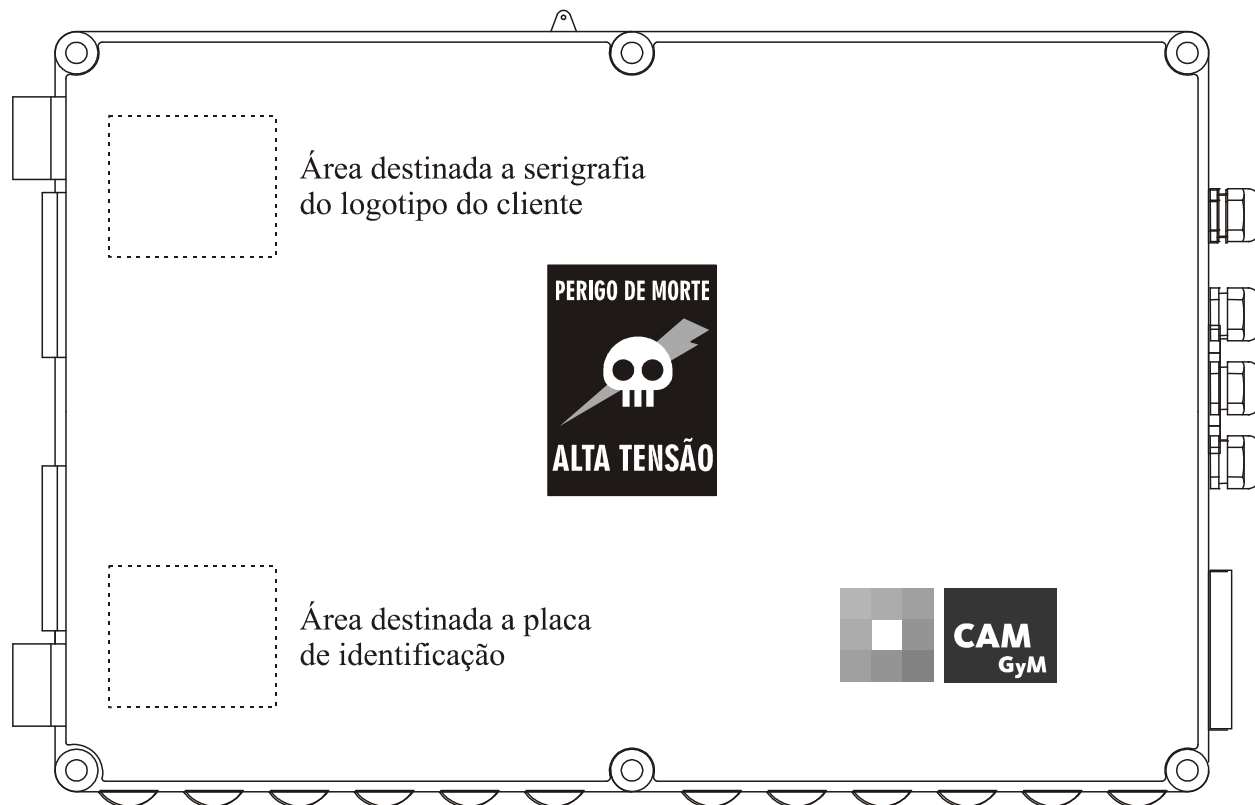 Área destinada a serigrafia
do logotipo do cliente
PERIGO DE MORTE
ALTA TENSÃO
Área destinada a placa
de identificação
CAM
GyM